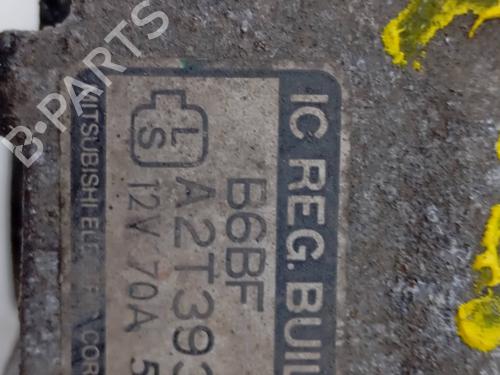 IC REG. BUIL
B6BF
A2T393
12V 70A 5
L
S
MITSUBISHI ELE
COR
B-PARTS